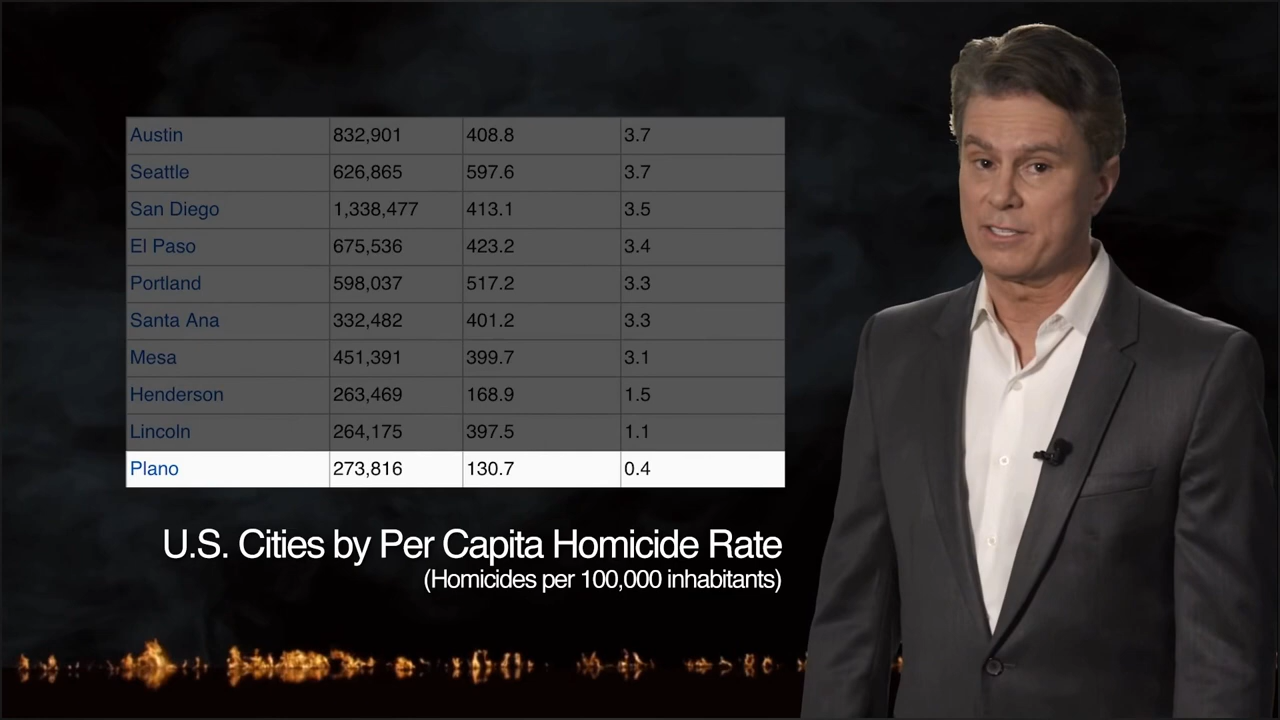 Austin 832,901 408.8 3.7
Seattle 626,865 597.6 3.7
San Diego 1,338,477 413.1 3.5
El Paso 675,536 423.2 3.4
Portland 598,037 517.2 3.3
Santa Ana 332,482 401.2 3.3
Mesa 451,391 399.7 3.1
Henderson 263,469 168.9 1.5
Lincoln 264,175 397.5 1.1
Plano 273,816 130.7 0.4
U.S. Cities by Per Capita Homicide Rate
(Homicides per 100,000 inhabitants)